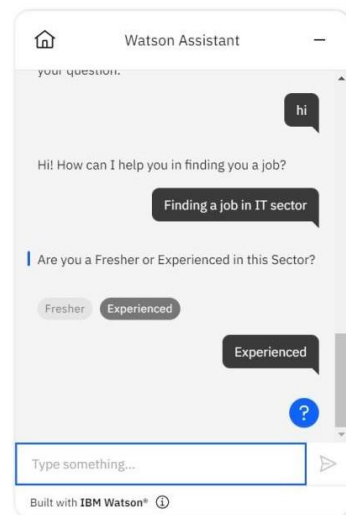 Watson Assistant
your question.
hi
Hi! How can I help you in finding you a job?
Finding a job in IT sector
Are you a Fresher or Experienced in this Sector?
Fresher Experienced
Experienced
?
Type something...
Built with IBM Watson®